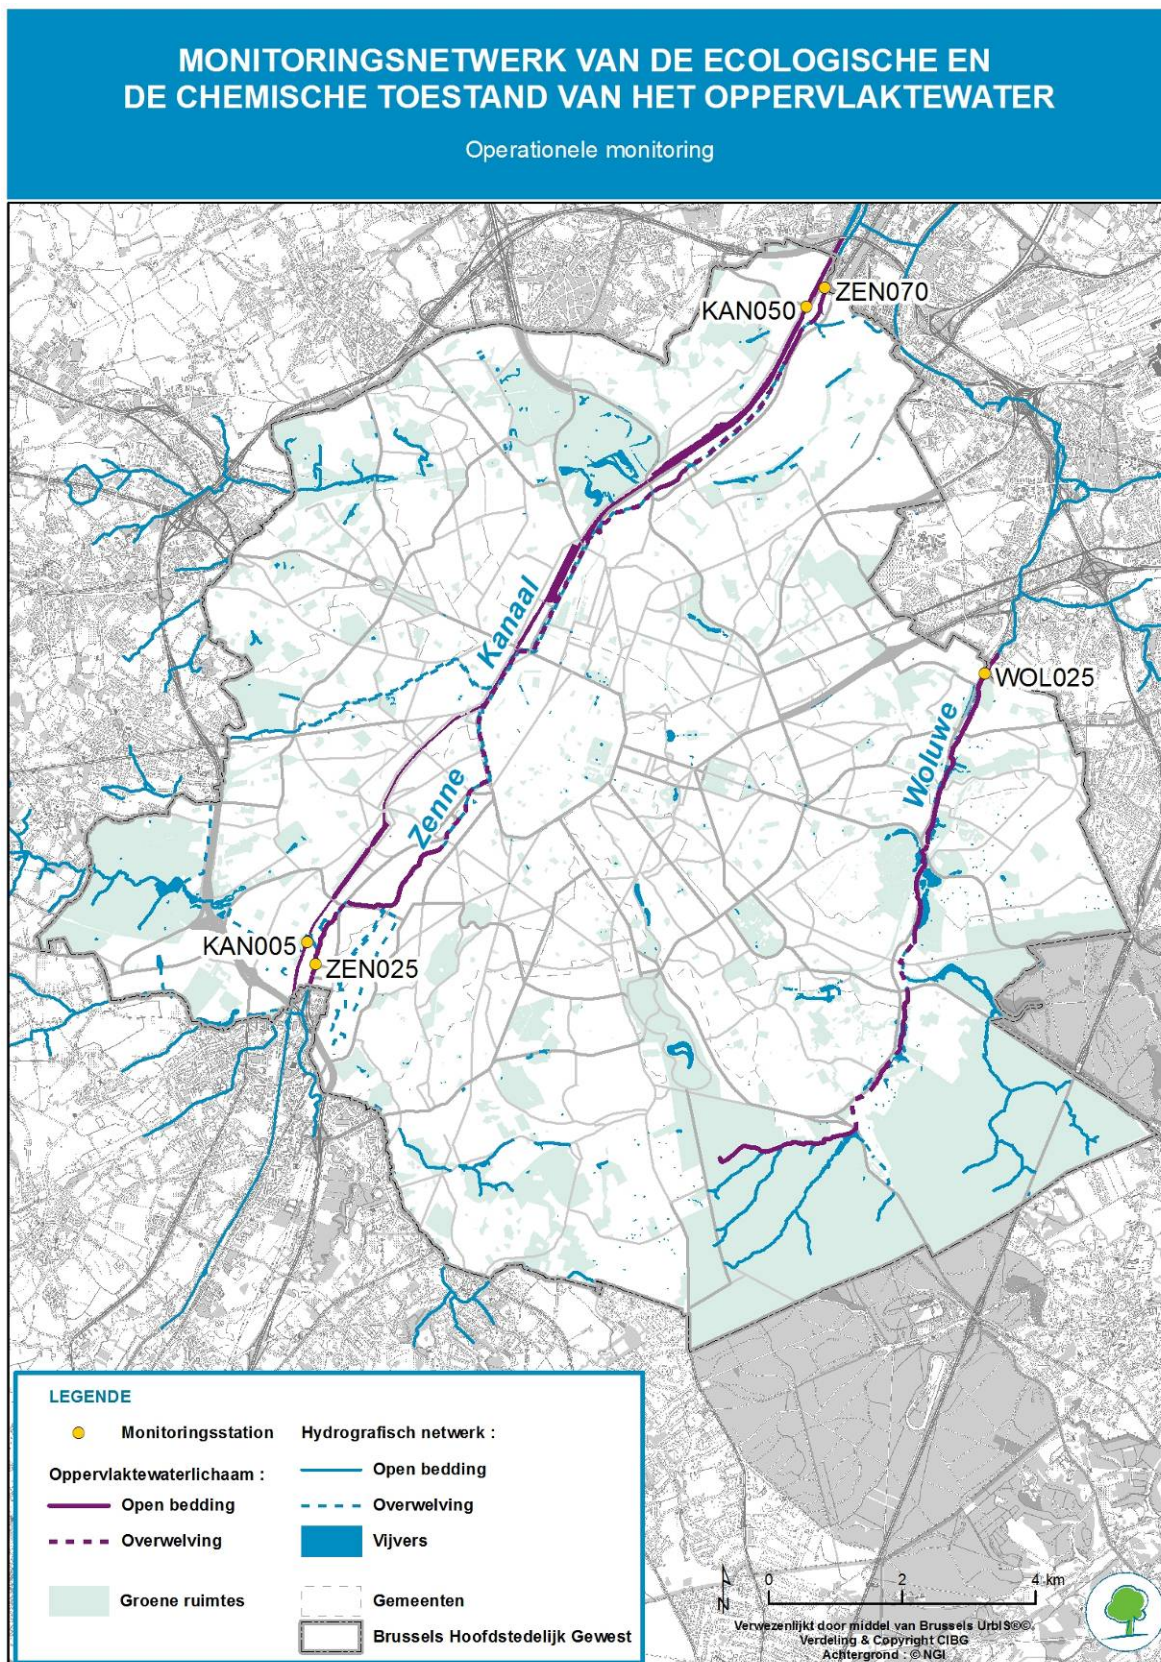 MONITORINGSNETWERK VAN DE ECOLOGISCHE EN
DE CHEMISCHE TOESTAND VAN HET OPPERVLAKTEWATER
Operationele monitoring
ZEN070
KAN050
Kanaal
WOL025
Woluwe
Zenne
KAN005
ZEN025
LEGENDE
Monitoringsstation
Oppervlaktewaterlichaam :
Open bedding
Overwelving
Groene ruimtes
Hydrografisch netwerk :
Open bedding
Overwelving
Vijvers
Gemeenten
Brussels Hoofdstedelijk Gewest
N
0 2 4 km
Verwezenlijkt door middel van Brussels UrbIS®©
Verdeling & Copyright CIBG
Achtergrond : © NGI